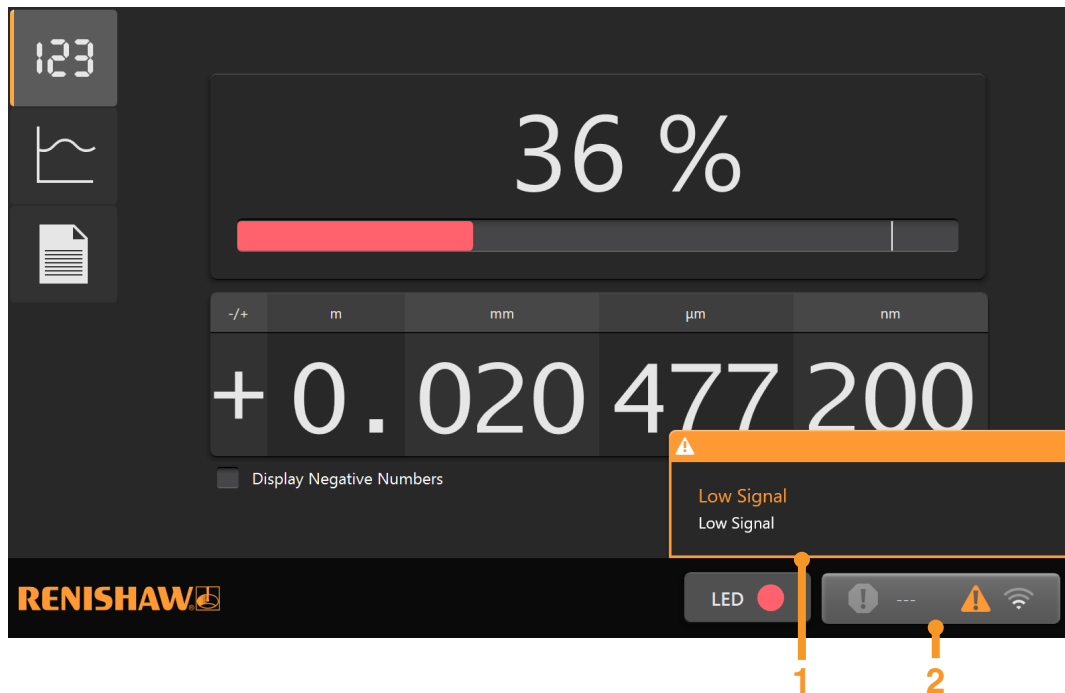 123
36 %
-/+ m mm µm nm
+ 0. 020 477 200
Display Negative Numbers
Low Signal
Low Signal
RENISHAW
LED
---
1 2